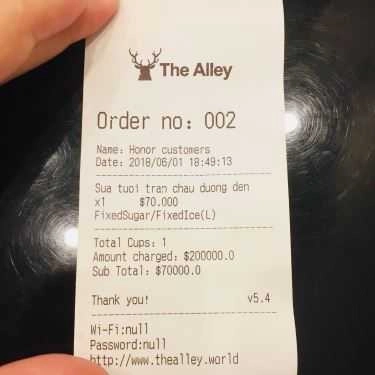 The Alley
Order no: 002
Name: Honor customers
Date: 2018/06/01 18:49:13
Sua tuoi tran chau duong den
x1 $70.000
FixedSugar/FixedIce(L)
Total Cups: 1
Amount charged: $200000.0
Sub Total: $70000.0
Thank you! v5.4
Wi-Fi:null
Password:null
http://www.thealley.world